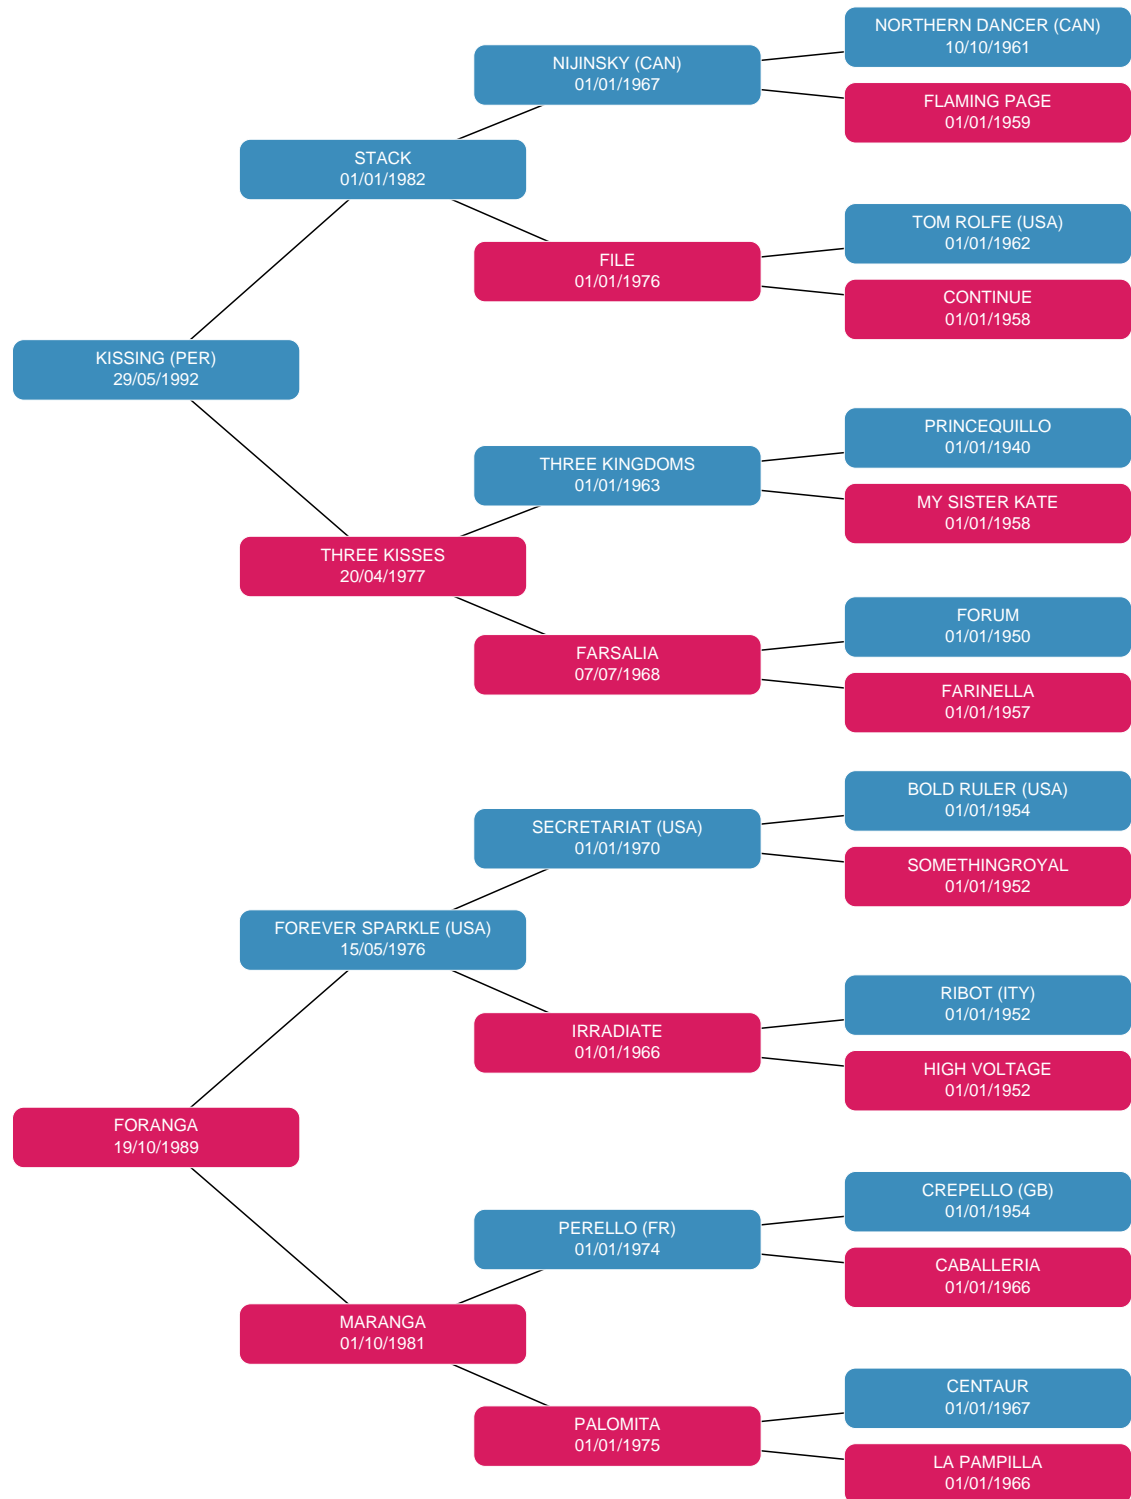 NORTHERN DANCER (CAN)
10/10/1961
NIJINSKY (CAN)
01/01/1967
FLAMING PAGE
01/01/1959
STACK
01/01/1982
TOM ROLFE (USA)
01/01/1962
FILE
01/01/1976
CONTINUE
01/01/1958
KISSING (PER)
29/05/1992
PRINCEQUILLO
01/01/1940
THREE KINGDOMS
01/01/1963
MY SISTER KATE
01/01/1958
THREE KISSES
20/04/1977
FORUM
01/01/1950
FARSALIA
07/07/1968
FARINELLA
01/01/1957
BOLD RULER (USA)
01/01/1954
SECRETARIAT (USA)
01/01/1970
SOMETHINGROYAL
01/01/1952
FOREVER SPARKLE (USA)
15/05/1976
RIBOT (ITY)
01/01/1952
IRRADIATE
01/01/1966
HIGH VOLTAGE
01/01/1952
FORANGA
19/10/1989
CREPELLO (GB)
01/01/1954
PERELLO (FR)
01/01/1974
CABALLERIA
01/01/1966
MARANGA
01/10/1981
CENTAUR
01/01/1967
PALOMITA
01/01/1975
LA PAMPILLA
01/01/1966